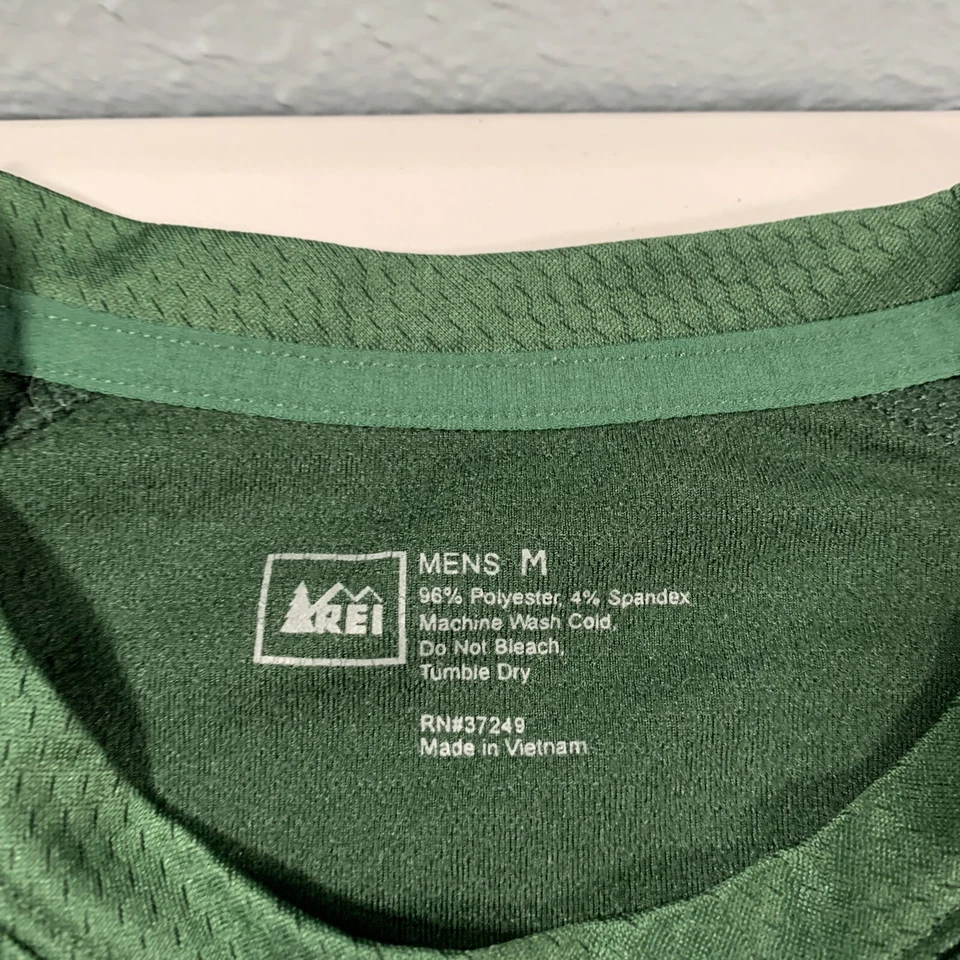 REI
MENS M
96% Polyester, 4% Spandex
Machine Wash Cold,
Do Not Bleach,
Tumble Dry
RN#37249
Made in Vietnam